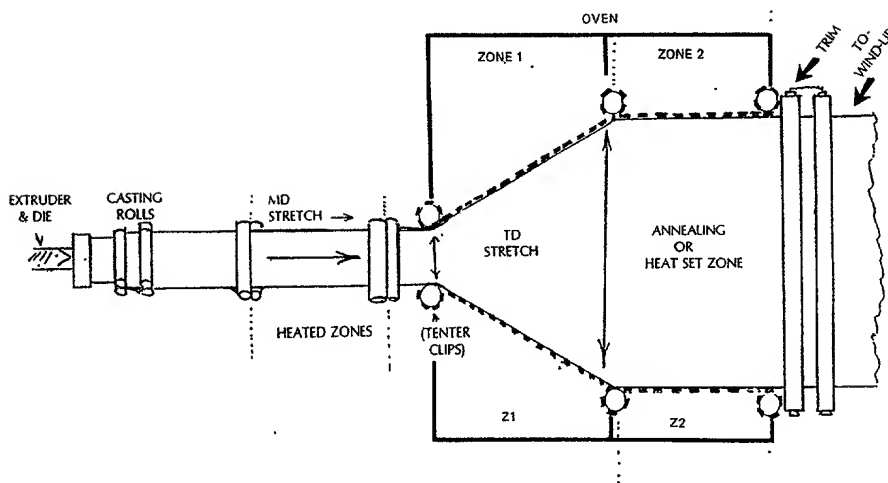 OVEN
ZONE 1
ZONE 2
TRIM
TO-
WIND-UP
EXTRUDER
& DIE
CASTING
ROLLS
MD
STRETCH
TD
STRETCH
ANNEALING
OR
HEAT SET ZONE
HEATED ZONES
(TENTER
CLIPS)
Z1
Z2